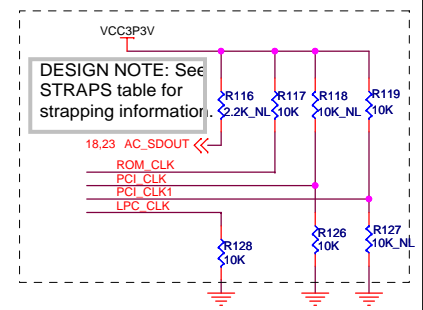 VCC3P3V
DESIGN NOTE: See
STRAPS table for
strapping information.
R116
2.2K_NL
R117
10K
R118
10K_NL
R119
10K
18,23 AC_SDOUT
ROM_CLK
PCI_CLK
PCI_CLK1
LPC_CLK
R128
10K
R126
10K
R127
10K_NL